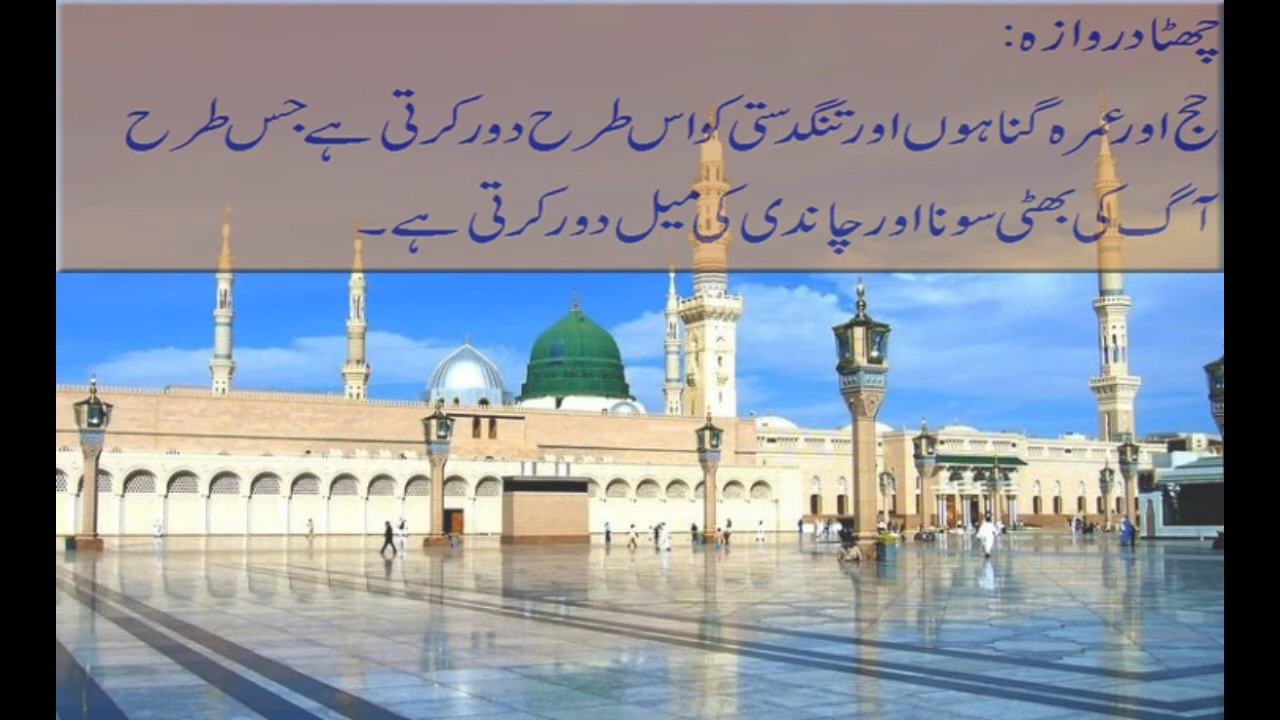 چھٹا دروازہ:
حج اور عمرہ گناہوں اور تنگدستی کو اس طرح دور کرتی ہے جس طرح
آگ کی بھٹی سونا اور چاندی کی میل دور کرتی ہے۔